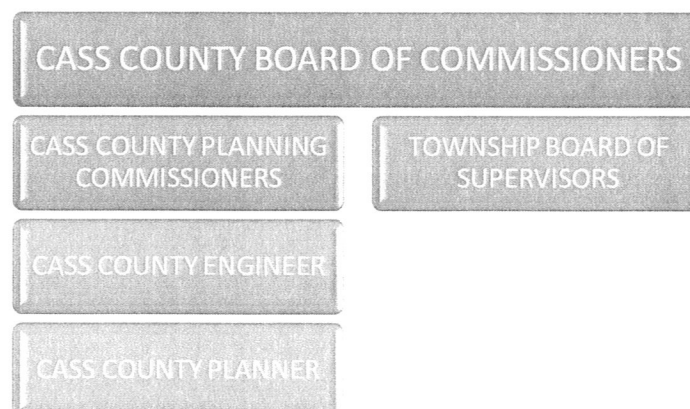 CASS COUNTY BOARD OF COMMISSIONERS
CASS COUNTY PLANNING
COMMISSIONERS
TOWNSHIP BOARD OF
SUPERVISORS
CASS COUNTY ENGINEER
CASS COUNTY PLANNER